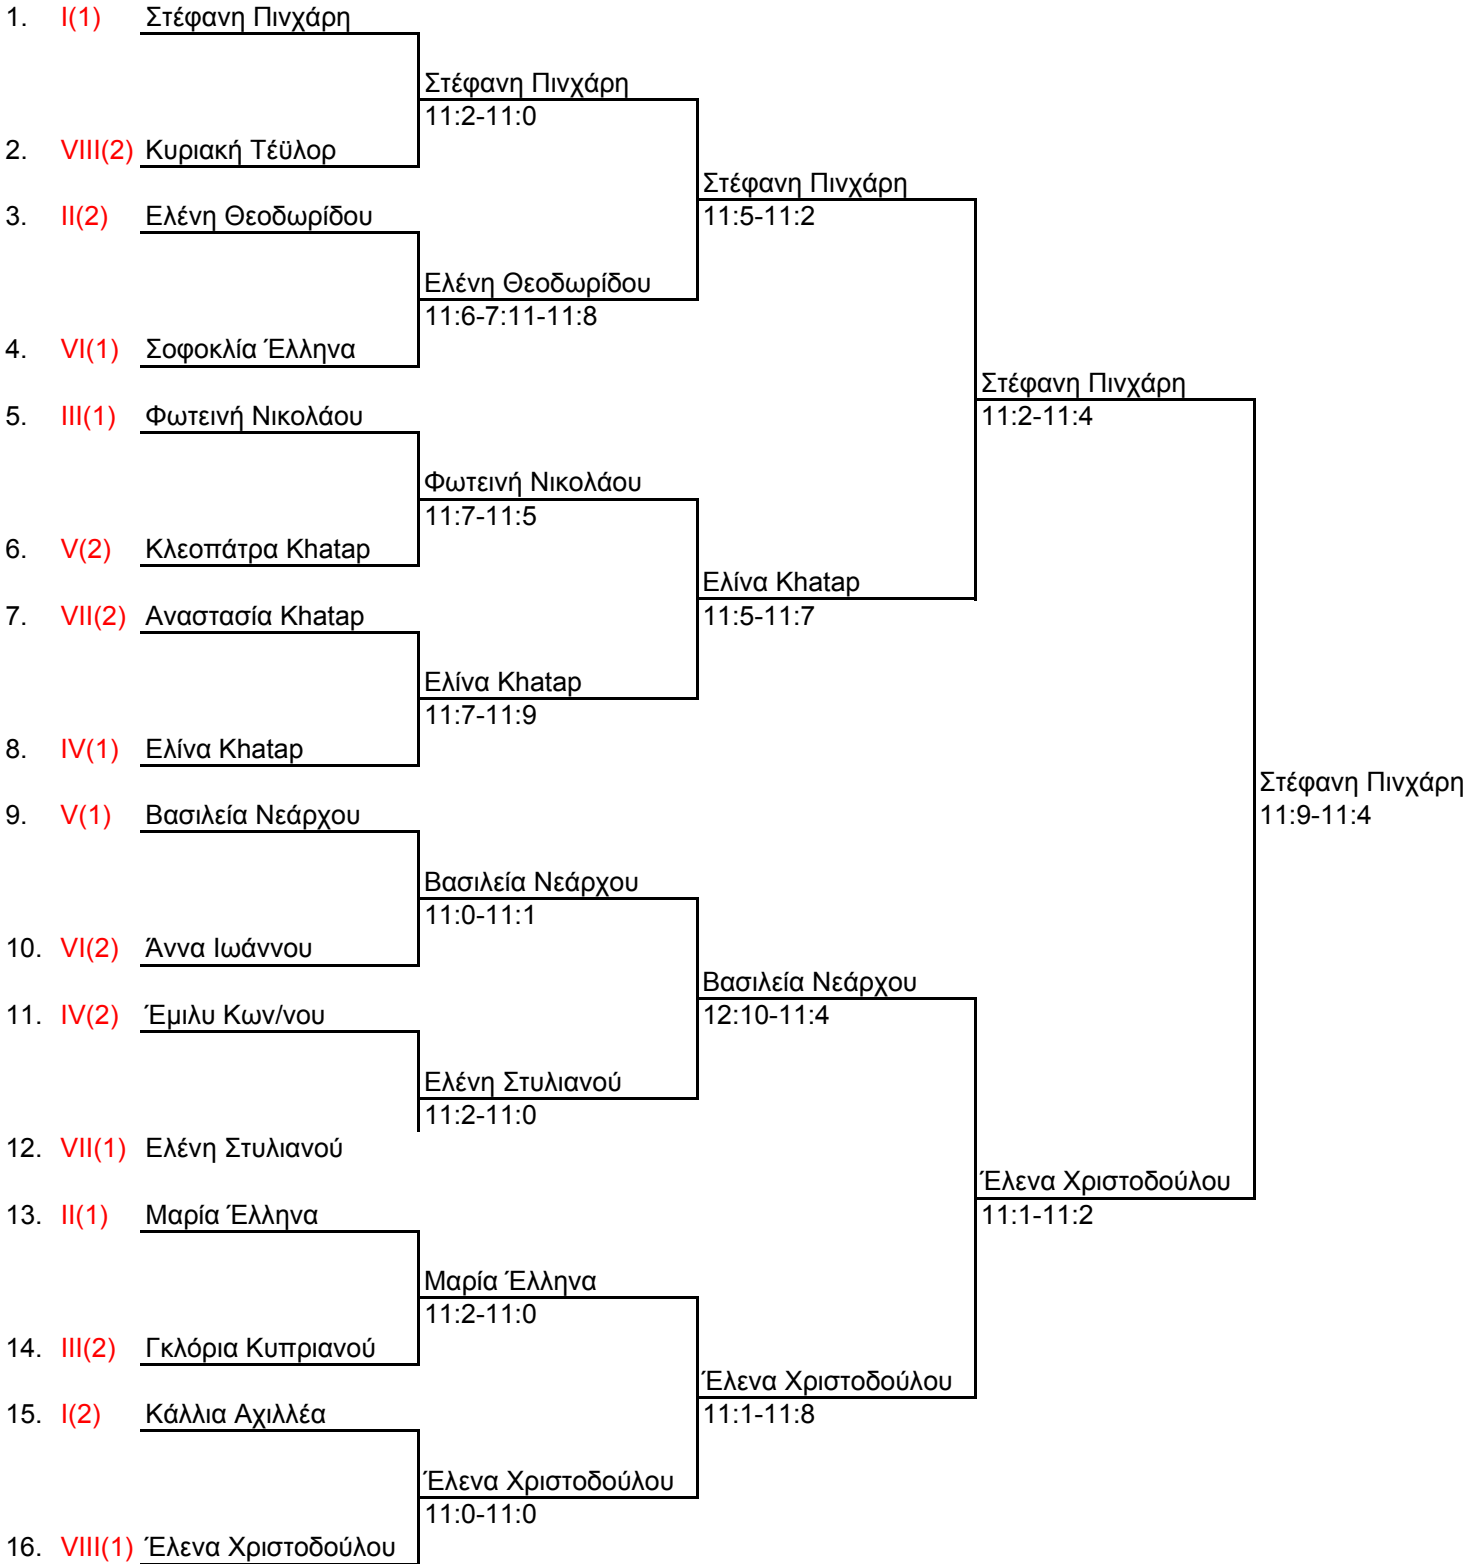 1. I(1) Στέφανη Πινχάρη
Στέφανη Πινχάρη
11:2-11:0
2. VIII(2) Κυριακή Τέϋλορ
Στέφανη Πινχάρη
3. II(2) Ελένη Θεοδωρίδου
11:5-11:2
Ελένη Θεοδωρίδου
11:6-7:11-11:8
4. VI(1) Σοφοκλία Έλληνα
Στέφανη Πινχάρη
5. III(1) Φωτεινή Νικολάου
11:2-11:4
Φωτεινή Νικολάου
11:7-11:5
6. V(2) Κλεοπάτρα Khatap
Ελίνα Khatap
7. VII(2) Αναστασία Khatap
11:5-11:7
Ελίνα Khatap
11:7-11:9
8. IV(1) Ελίνα Khatap
Στέφανη Πινχάρη
9. V(1) Βασιλεία Νεάρχου
11:9-11:4
Βασιλεία Νεάρχου
11:0-11:1
10. VI(2) Άννα Ιωάννου
Βασιλεία Νεάρχου
11. IV(2) Έμιλυ Κων/νου
12:10-11:4
Ελένη Στυλιανού
11:2-11:0
12. VII(1) Ελένη Στυλιανού
Έλενα Χριστοδούλου
13. II(1) Μαρία Έλληνα
11:1-11:2
Μαρία Έλληνα
11:2-11:0
14. III(2) Γκλόρια Κυπριανού
Έλενα Χριστοδούλου
15. I(2) Κάλλια Αχιλλέα
11:1-11:8
Έλενα Χριστοδούλου
11:0-11:0
16. VIII(1) Έλενα Χριστοδούλου